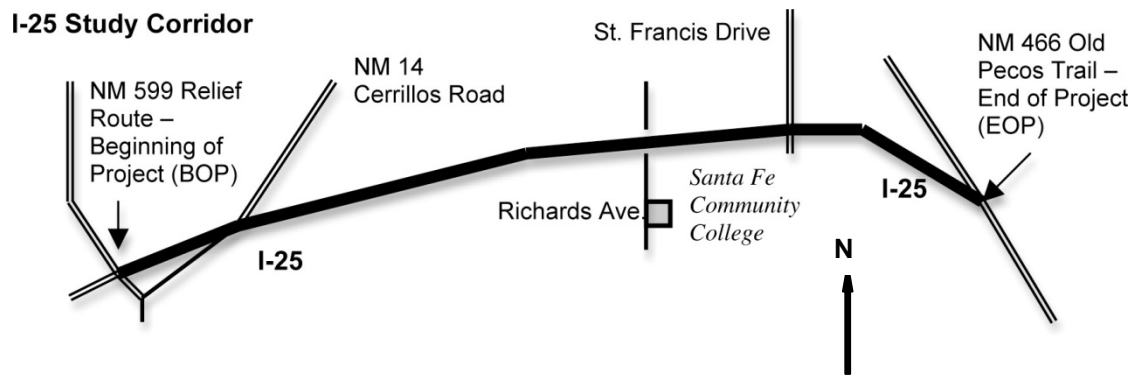 I-25 Study Corridor
NM 599 Relief
Route –
Beginning of
Project (BOP)
NM 14
Cerrillos Road
St. Francis Drive
NM 466 Old
Pecos Trail –
End of Project
(EOP)
I-25
Richards Ave.
Santa Fe
Community
College
I-25
N